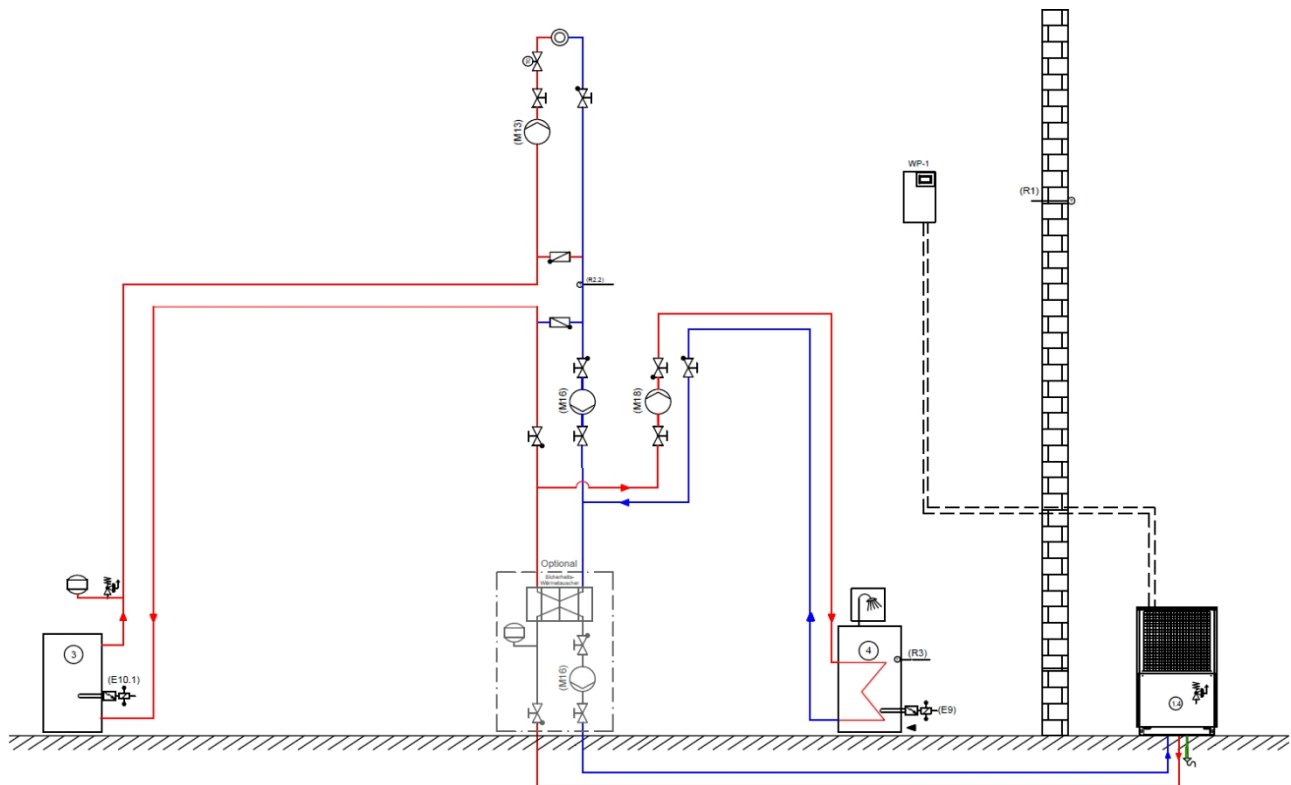 (M13)
WP-1
(R1)
(R2.2)
(M16)
(M18)
Optional
Sicherheits-
Wärmetauscher
(M16)
3
(E10.1)
4
(R3)
(E9)
1.4